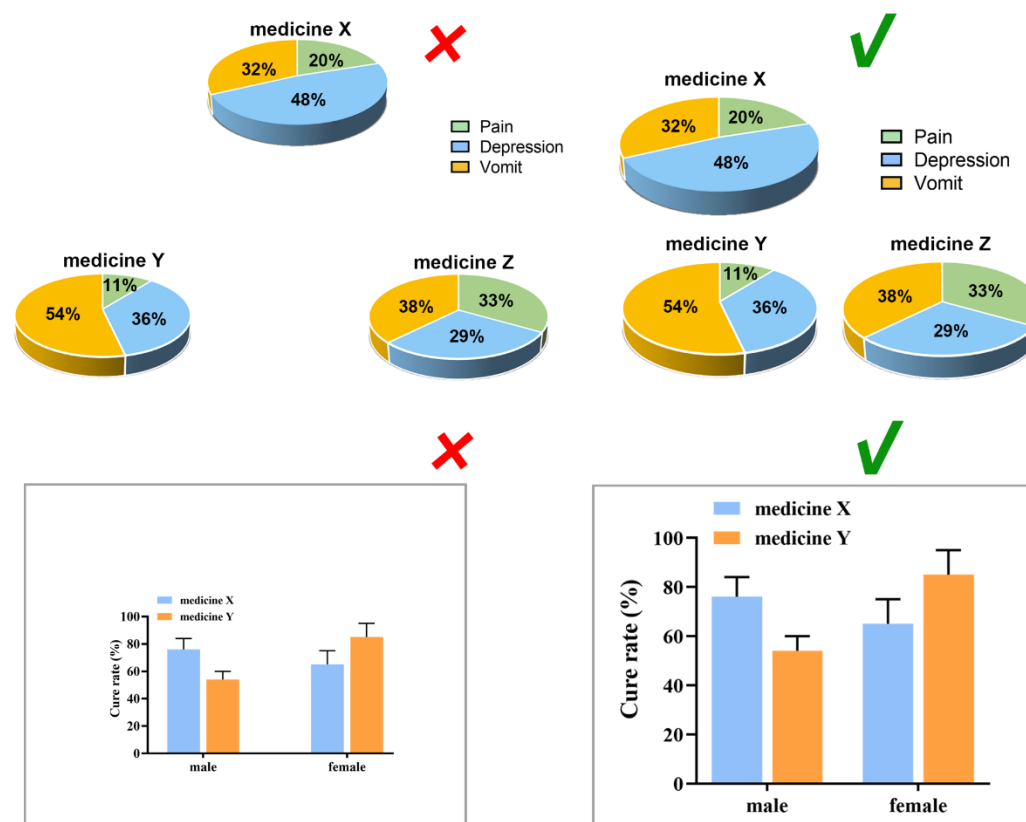 medicine X
32%
20%
48%
Pain
Depression
Vomit
medicine Y
11%
54%
36%
medicine Z
38%
33%
29%
medicine X
32%
20%
48%
Pain
Depression
Vomit
medicine Y
11%
54%
36%
medicine Z
38%
33%
29%
medicine X
medicine Y
Cure rate (%)
100
80
60
40
20
0
male
female
medicine X
medicine Y
Cure rate (%)
100
80
60
40
20
0
male
female